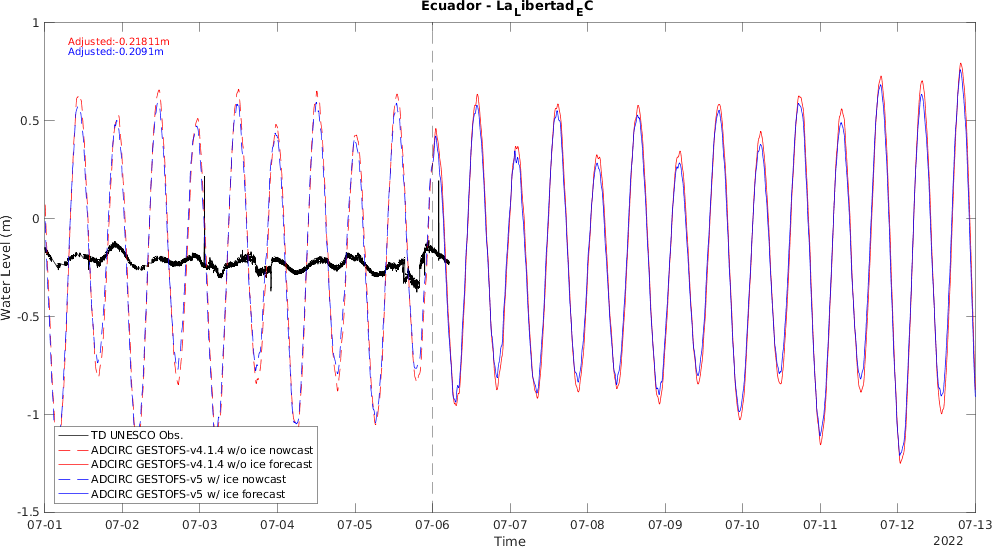 Ecuador - LaLibertadEC
Adjusted:-0.21811m
Adjusted:-0.2091m
1
0.5
0
-0.5
-1
-1.5
Water Level (m)
TD UNESCO Obs.
ADCIRC GESTOFS-v4.1.4 w/o ice nowcast
ADCIRC GESTOFS-v4.1.4 w/o ice forecast
ADCIRC GESTOFS-v5 w/ ice nowcast
ADCIRC GESTOFS-v5 w/ ice forecast
07-01 07-02 07-03 07-04 07-05 07-06 07-07 07-08 07-09 07-10 07-11 07-12 07-13
Time
2022